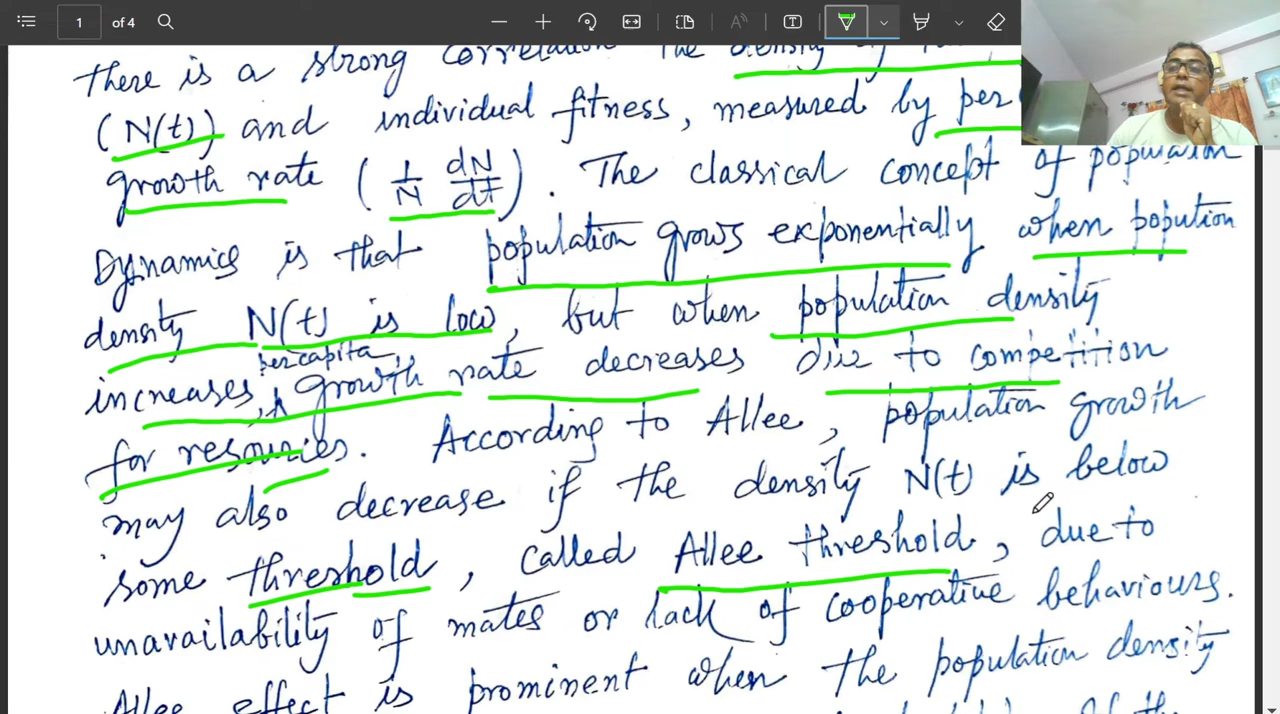 1 of 4
there is a strong correlation The density of
(N(t)) and individual fitness, measured by per
growth rate (1/N dN/dt). The classical concept of population
Dynamics is that population grows exponentially when popution
density N(t) is low, but when population density
percapita
increases, growth rate decreases due to competition
for resouries. According to Allee, population growth
may also decrease if the density N(t) is below
some threshold, called Allee threshold, due to
unavailability of mates or lack of cooperative behaviours.
Allee effect is prominent when the population density